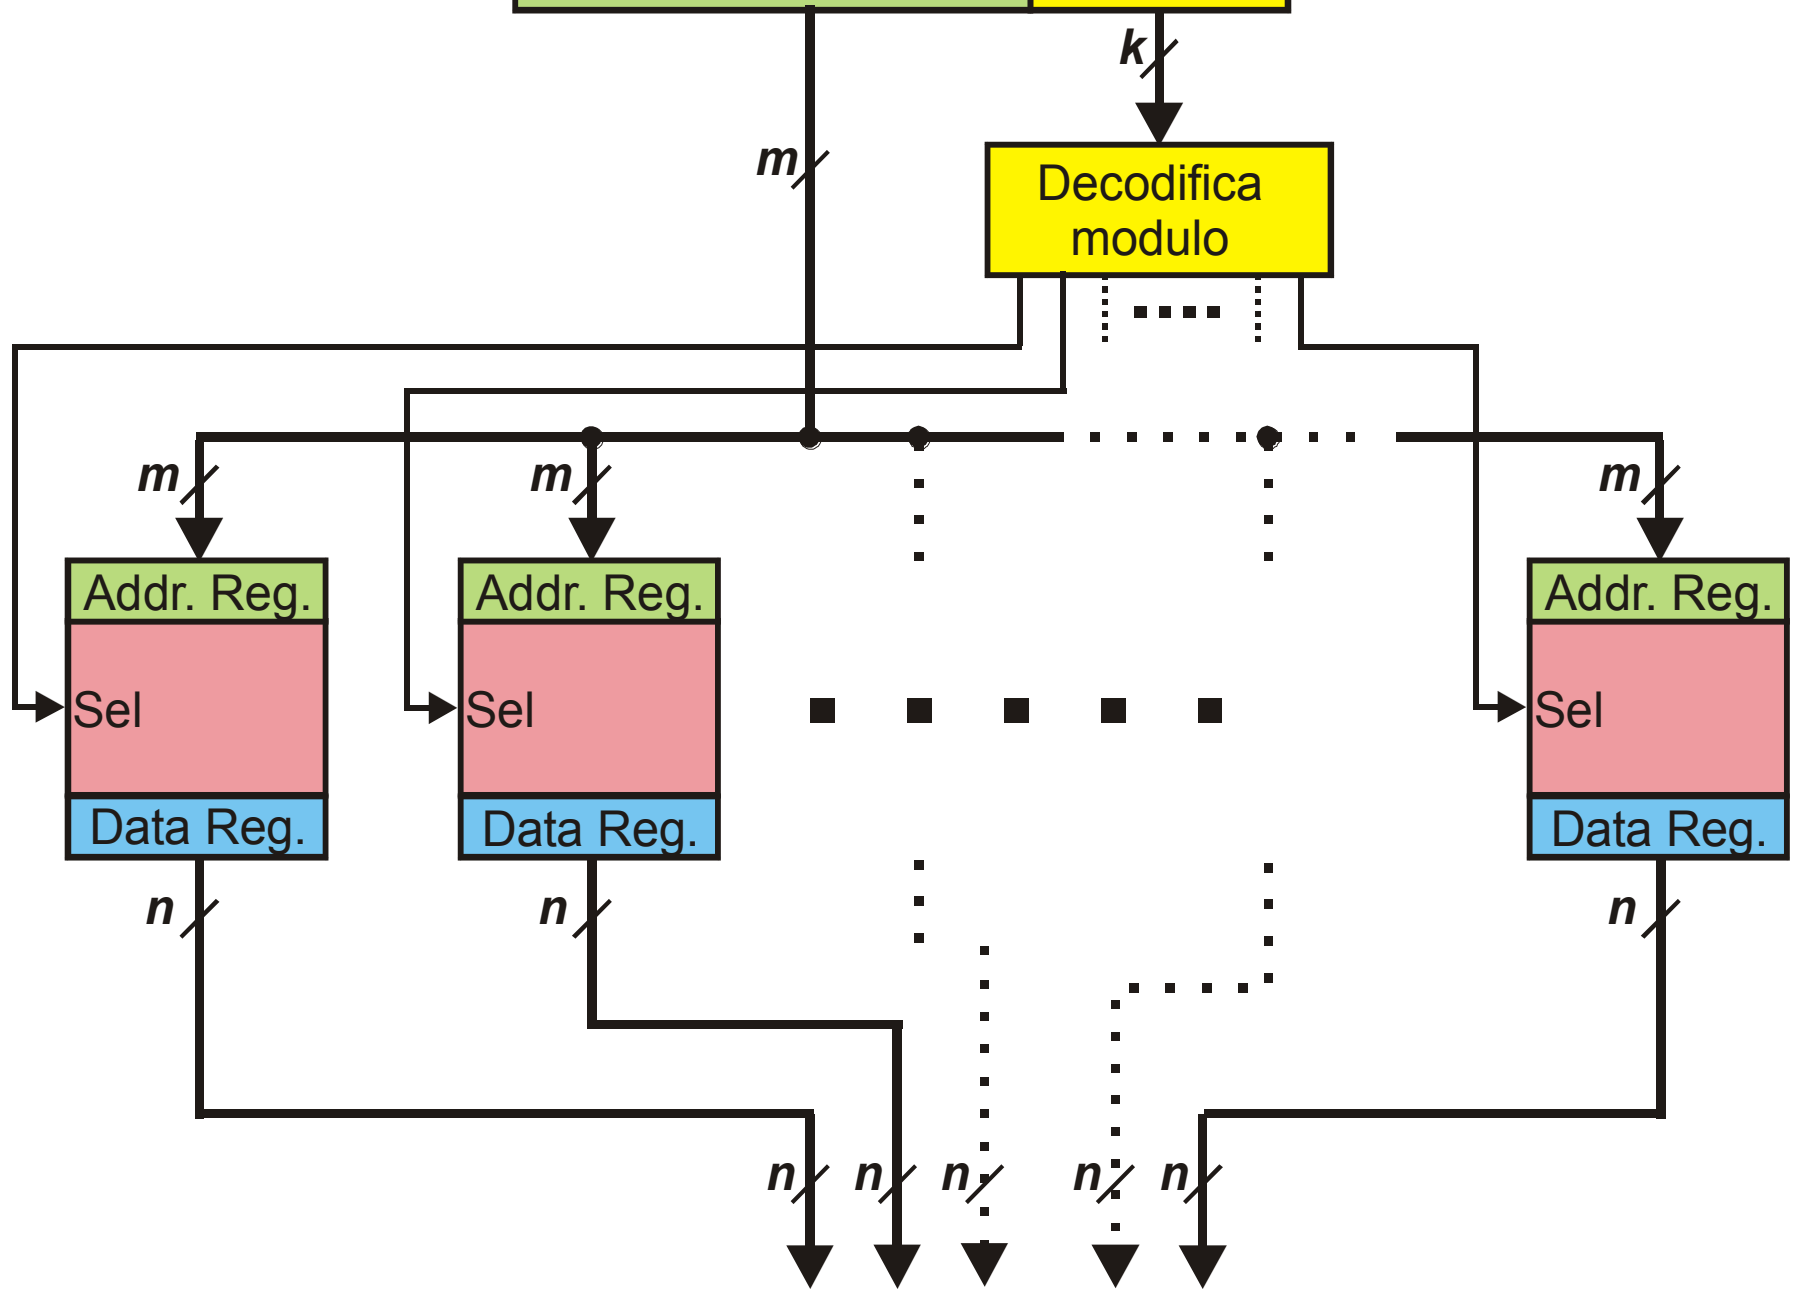 k
m
Decodifica
modulo
m
m
m
Addr. Reg.
Addr. Reg.
Addr. Reg.
Sel
Sel
Sel
Data Reg.
Data Reg.
Data Reg.
n
n
n
n
n
n
n
n